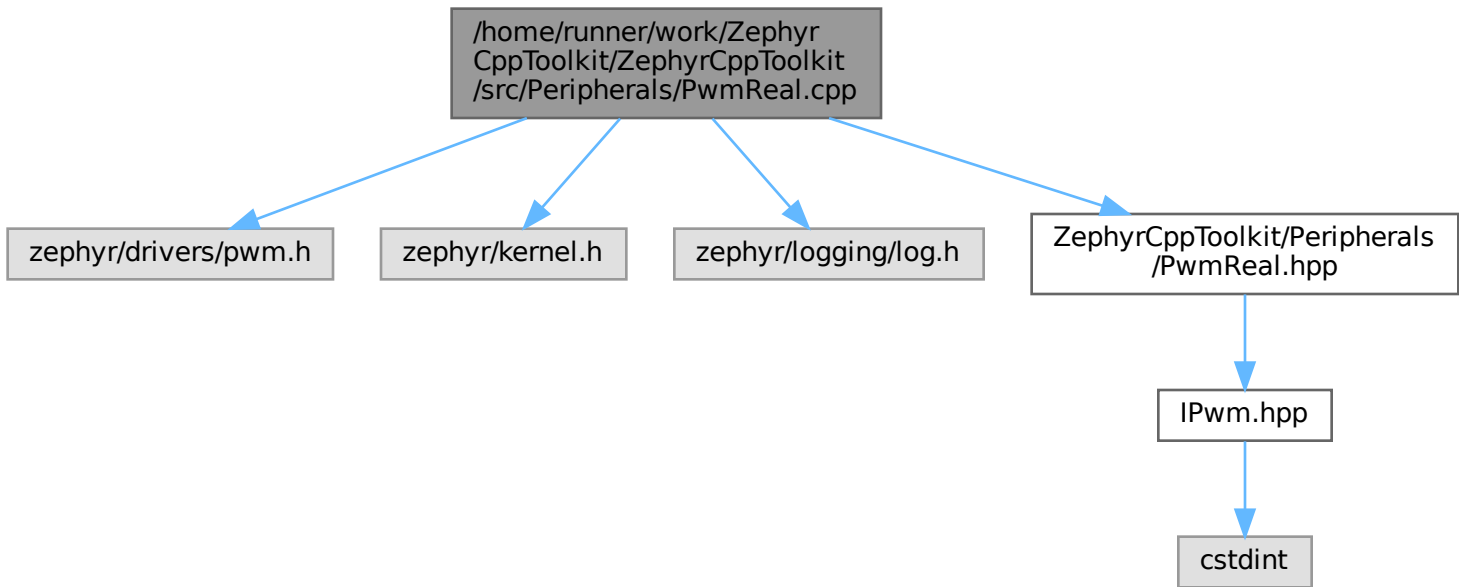 /home/runner/work/Zephyr
CppToolkit/ZephyrCppToolkit
/src/Peripherals/PwmReal.cpp
zephyr/drivers/pwm.h
zephyr/kernel.h
zephyr/logging/log.h
ZephyrCppToolkit/Peripherals
/PwmReal.hpp
IPwm.hpp
cstdint